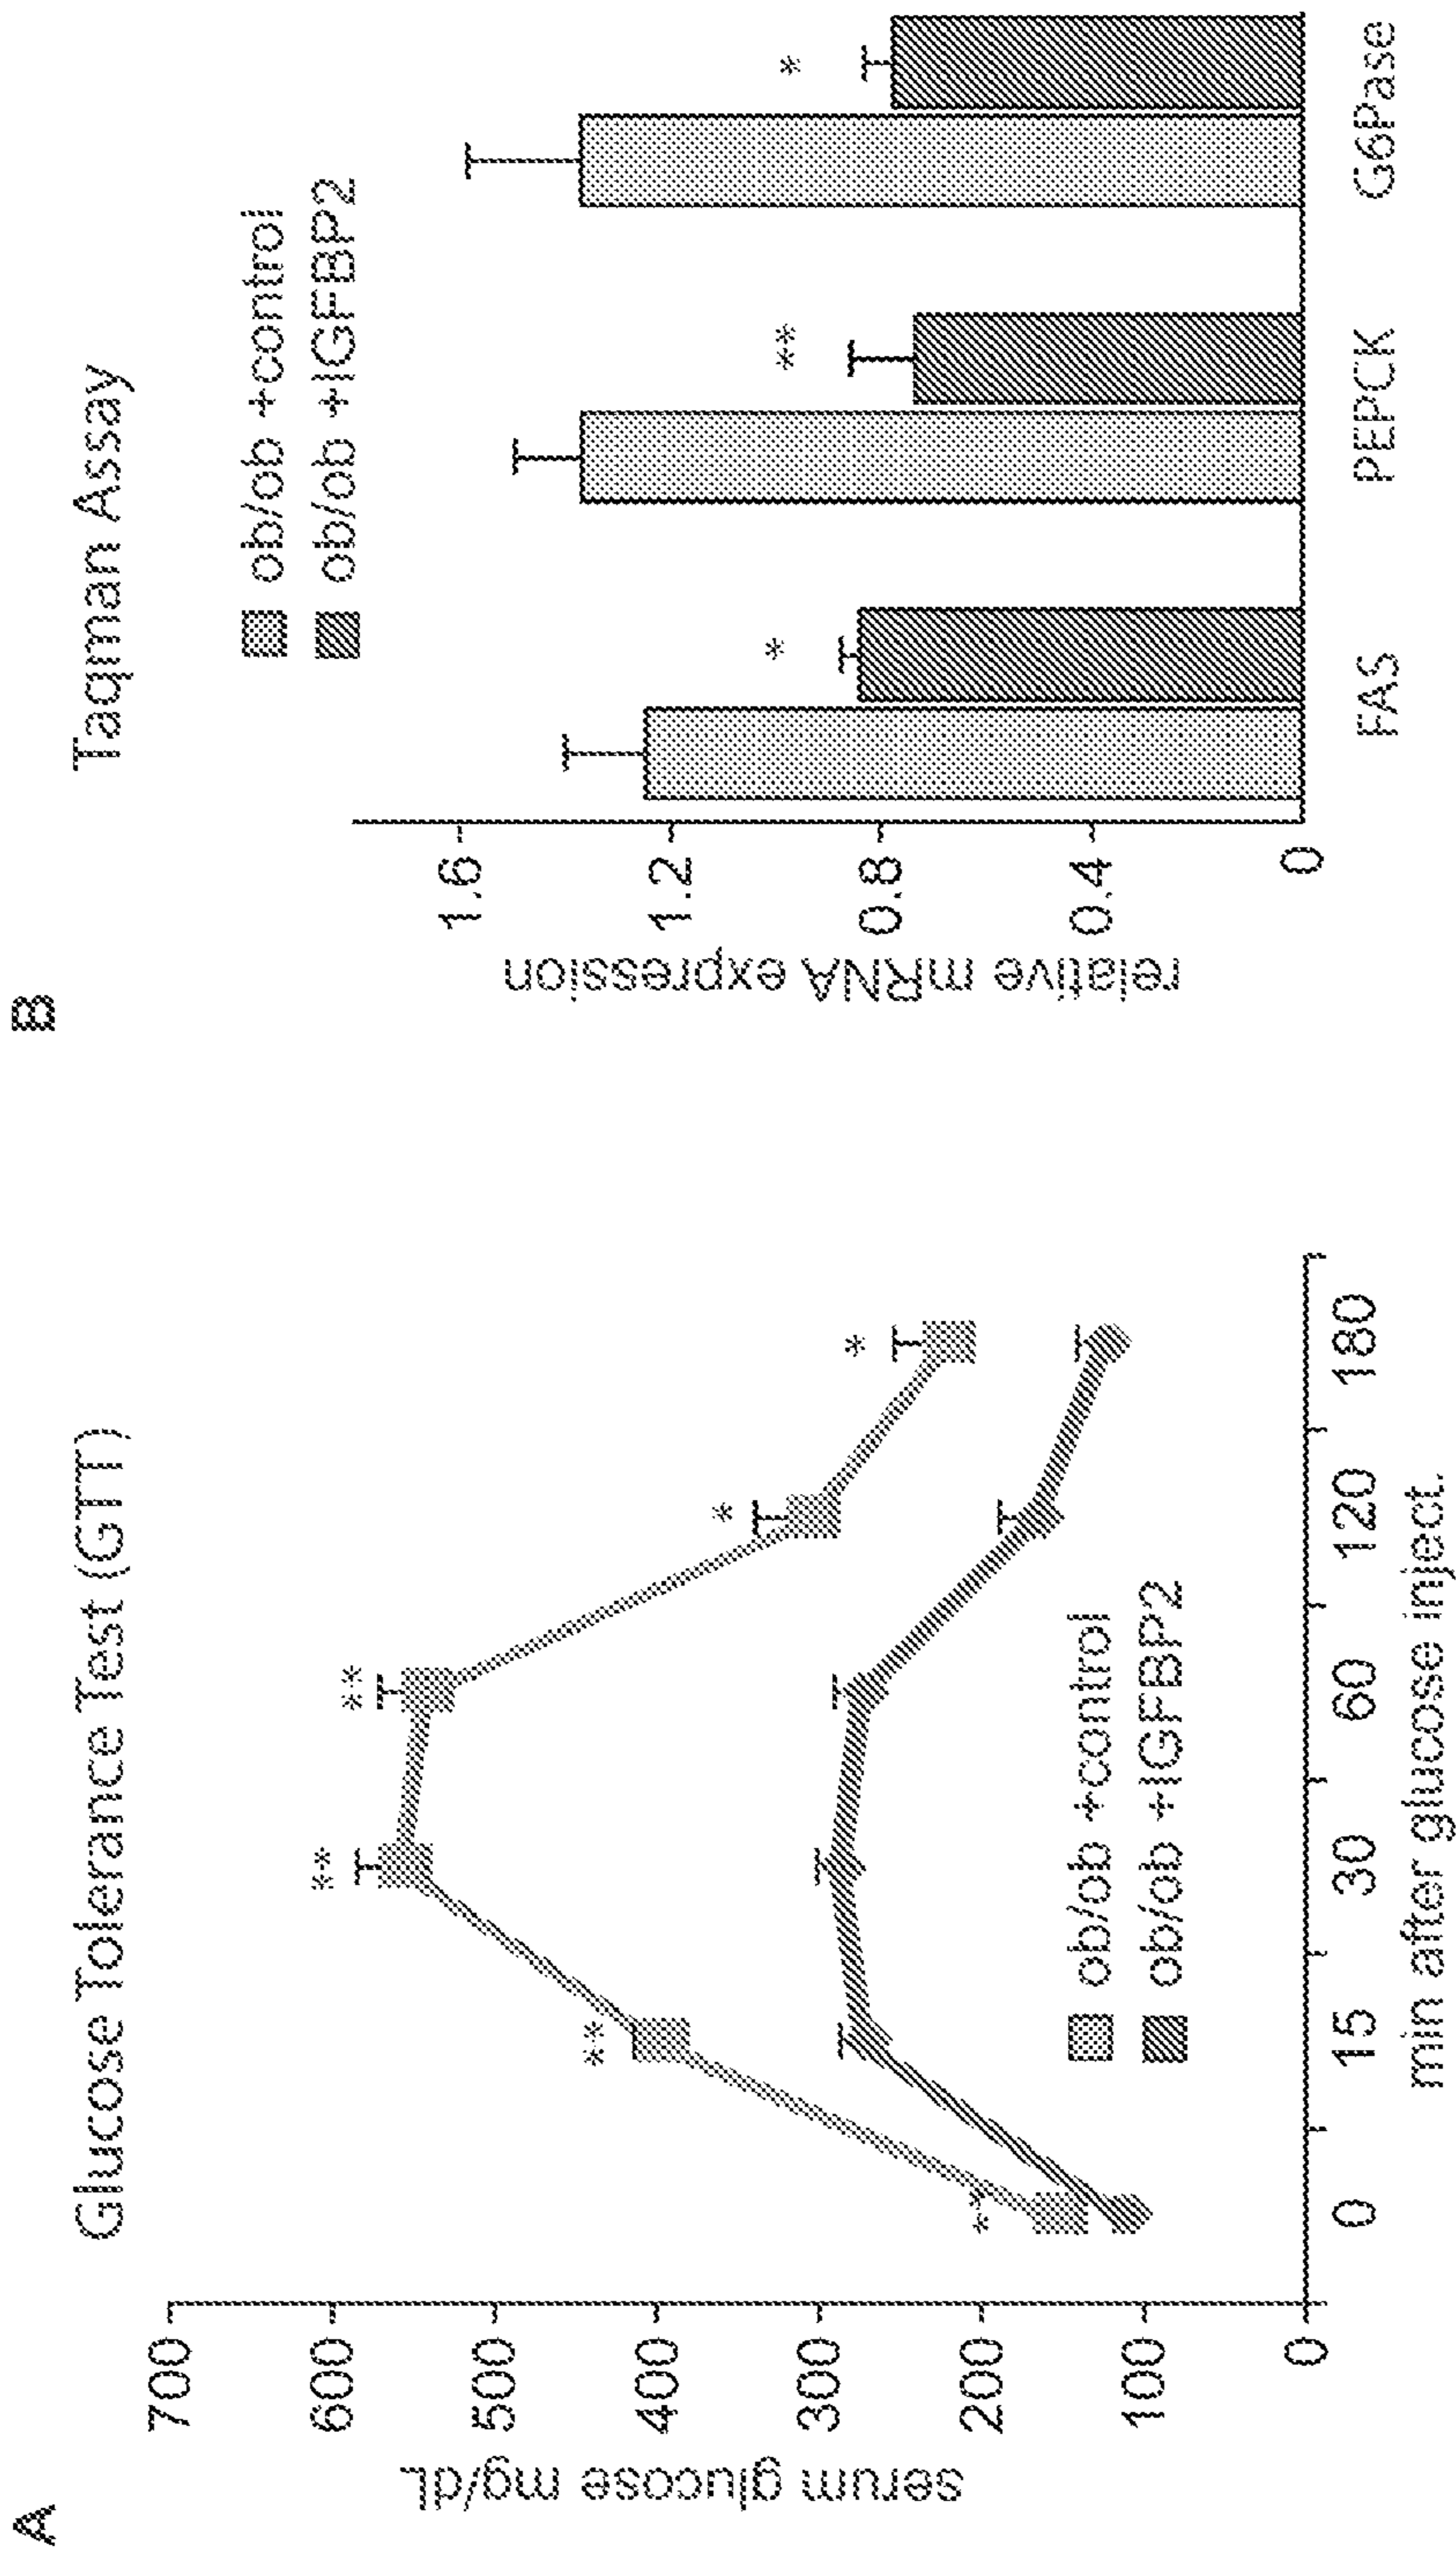 A
Glucose Tolerance Test (GTT)
serum glucose mg/dL
700
600
500
400
300
200
100
0
**
**
**
**
*
*
ob/ob +control
ob/ob +IGFBP2
0 15 30 60 120 180
min after glucose inject.
B
Taqman Assay
ob/ob +control
ob/ob +IGFBP2
relative mRNA expression
1.6
1.2
0.8
0.4
0
*
**
*
FAS PEPCK G6Pase